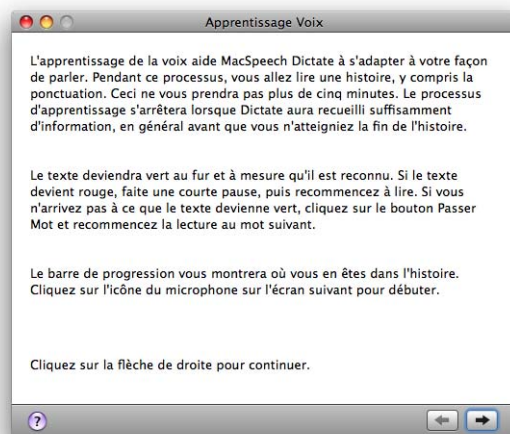 Apprentissage Voix
L'apprentissage de la voix aide MacSpeech Dictate à s'adapter à votre façon
de parler. Pendant ce processus, vous allez lire une histoire, y compris la
ponctuation. Ceci ne vous prendra pas plus de cinq minutes. Le processus
d'apprentissage s'arrêtera lorsque Dictate aura recueilli suffisamment
d'information, en général avant que vous n'atteigniez la fin de l'histoire.
Le texte deviendra vert au fur et à mesure qu'il est reconnu. Si le texte
devient rouge, faite une courte pause, puis recommencez à lire. Si vous
n'arrivez pas à ce que le texte devienne vert, cliquez sur le bouton Passer
Mot et recommencez la lecture au mot suivant.
Le barre de progression vous montrera où vous en êtes dans l'histoire.
Cliquez sur l'icône du microphone sur l'écran suivant pour débuter.
Cliquez sur la flèche de droite pour continuer.
?